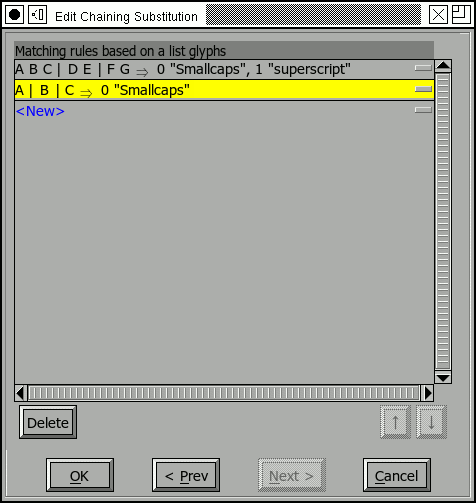 Edit Chaining Substitution
Matching rules based on a list glyphs
A B C | D E | F G ⇒ 0 "Smallcaps", 1 "superscript"
A | B | C ⇒ 0 "Smallcaps"
<New>
Delete
↑ ↓
OK < Prev Next > Cancel